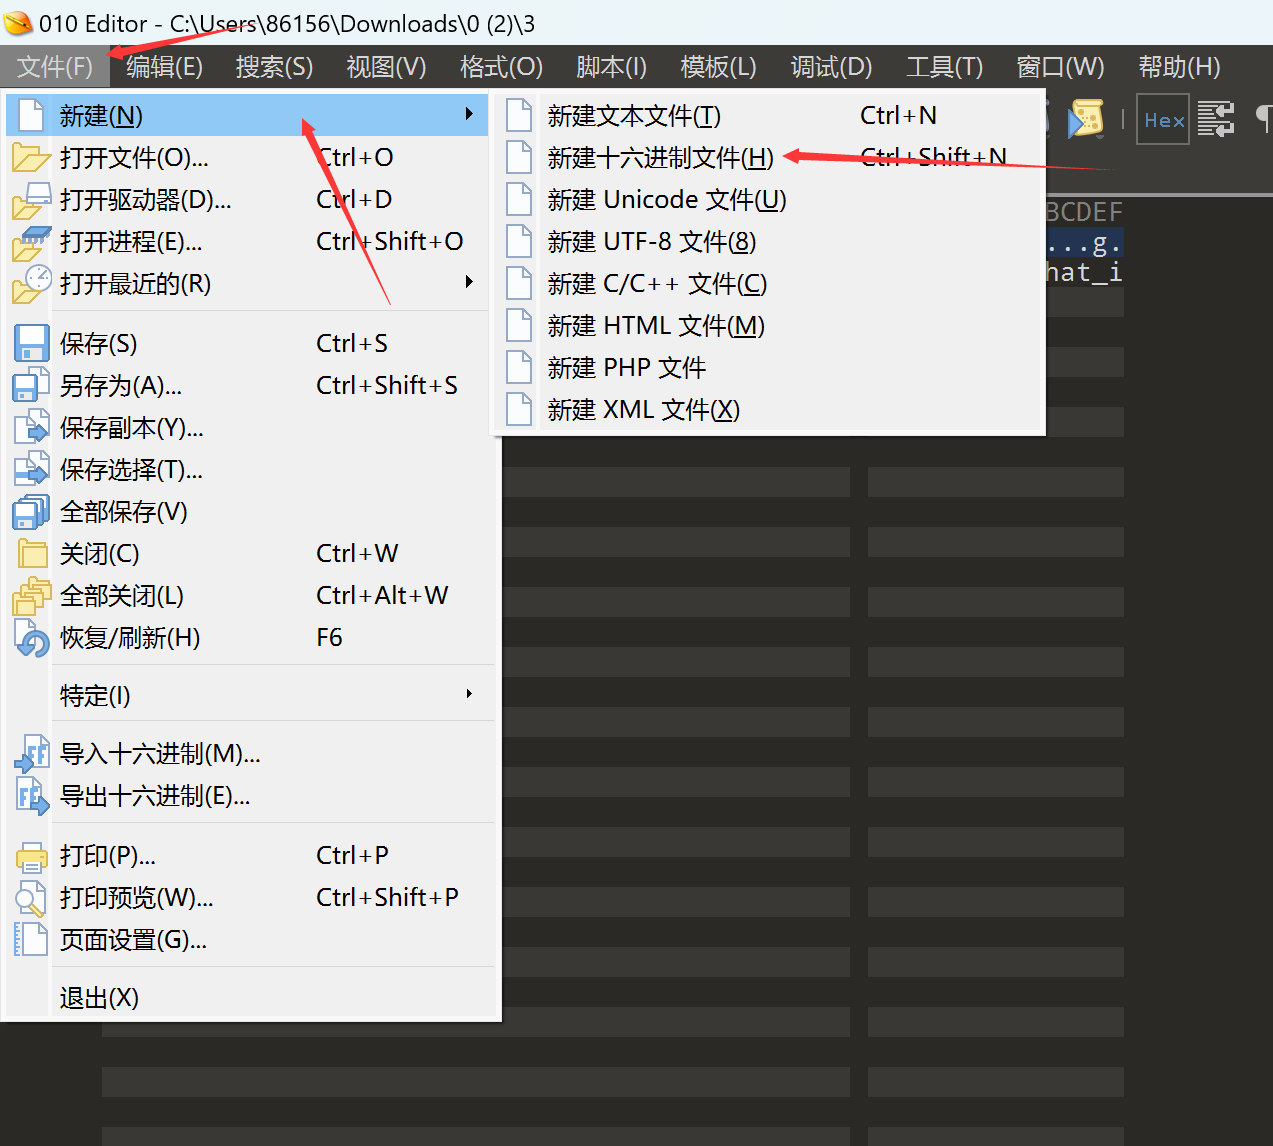 010 Editor - C:\Users\86156\Downloads\0 (2)\3
文件(F) 编辑(E) 搜索(S) 视图(V) 格式(O) 脚本(I) 模板(L) 调试(D) 工具(T) 窗口(W) 帮助(H)
新建(N)
打开文件(O)... Ctrl+O
打开驱动器(D)... Ctrl+D
打开进程(E)... Ctrl+Shift+O
打开最近的(R)
保存(S) Ctrl+S
另存为(A)... Ctrl+Shift+S
保存副本(Y)...
保存选择(T)...
全部保存(V)
关闭(C) Ctrl+W
全部关闭(L) Ctrl+Alt+W
恢复/刷新(H) F6
特定(I)
导入十六进制(M)...
导出十六进制(E)...
打印(P)... Ctrl+P
打印预览(W)... Ctrl+Shift+P
页面设置(G)...
退出(X)
新建文本文件(T) Ctrl+N
新建十六进制文件(H) Ctrl+Shift+N
新建 Unicode 文件(U)
新建 UTF-8 文件(8)
新建 C/C++ 文件(C)
新建 HTML 文件(M)
新建 PHP 文件
新建 XML 文件(X)
Hex
BCDEF
...g.
hat_i